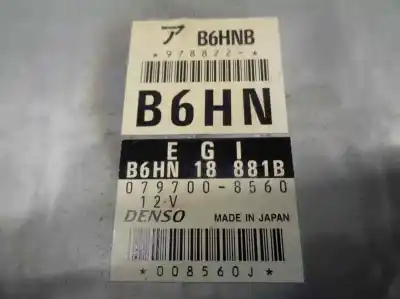 ア B6HNB
*978822-*
B6HN
EGI
B6HN 18 881B
079700-8560
12V
DENSO MADE IN JAPAN
*008560J*